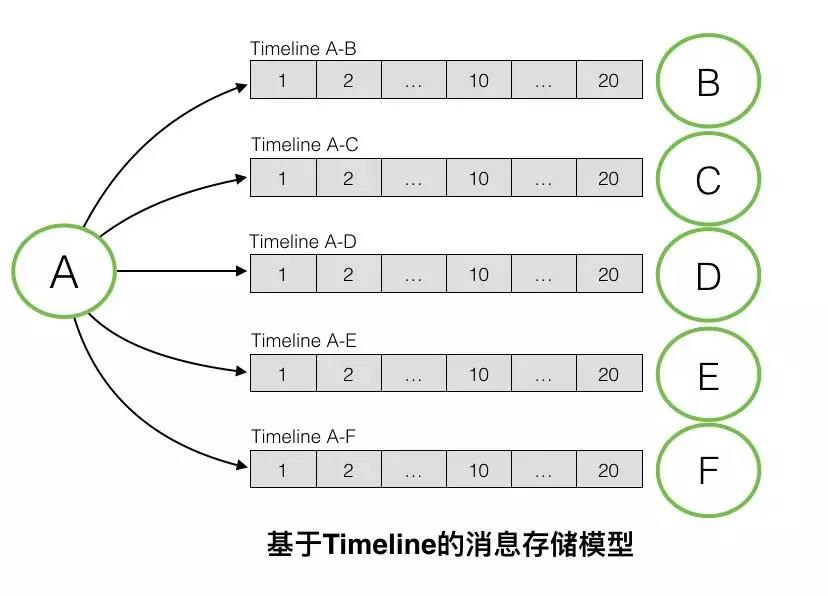 Timeline A-B
1 2 … 10 … 20
B
Timeline A-C
1 2 … 10 … 20
C
Timeline A-D
A
1 2 … 10 … 20
D
Timeline A-E
1 2 … 10 … 20
E
Timeline A-F
1 2 … 10 … 20
F
基于Timeline的消息存储模型